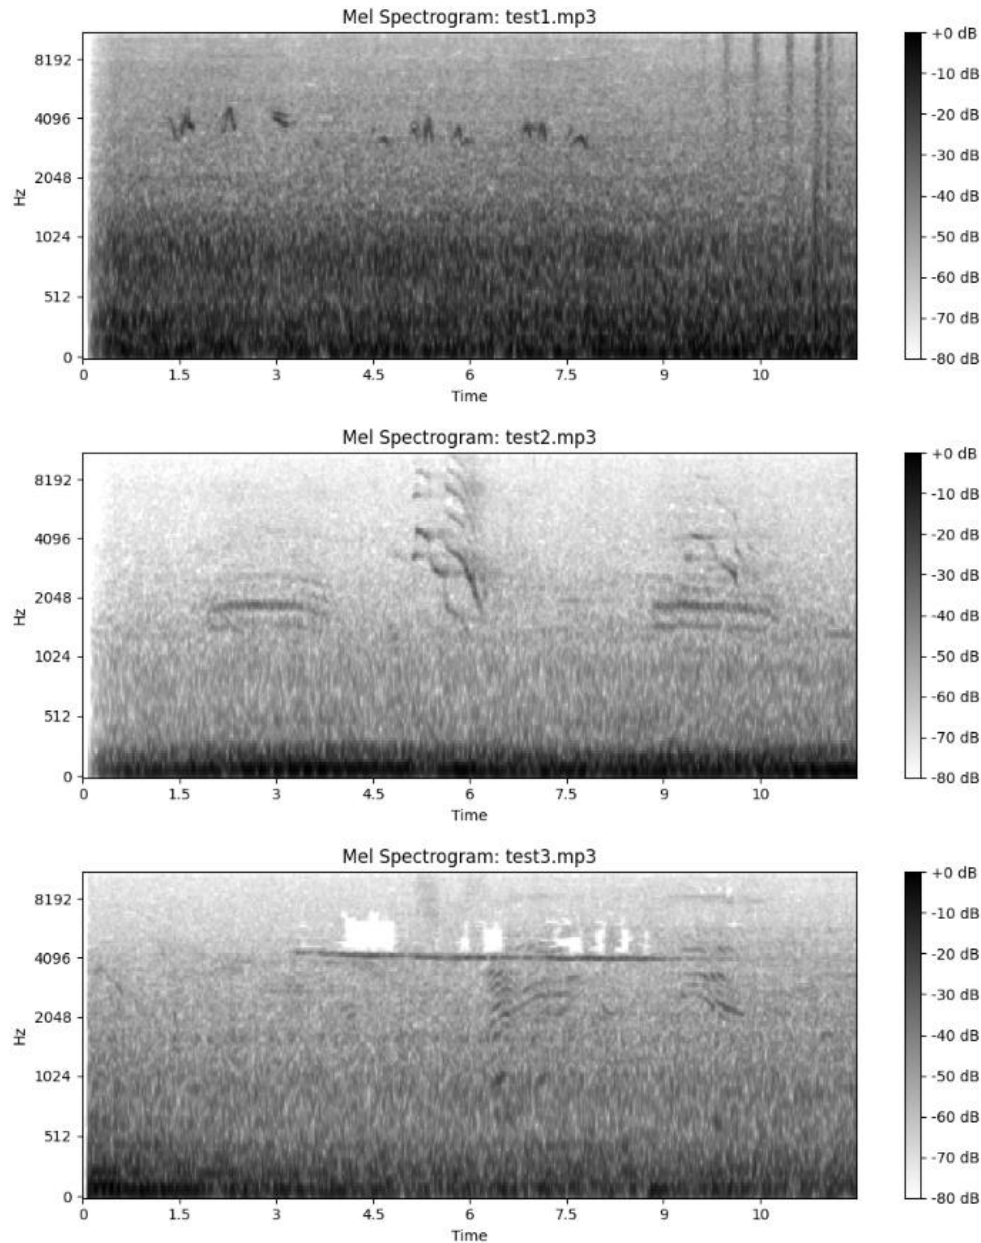 Mel Spectrogram: test1.mp3
+0 dB
8192
-10 dB
4096
-20 dB
-30 dB
2048
Hz
-40 dB
1024
-50 dB
-60 dB
512
-70 dB
0
-80 dB
0 1.5 3 4.5 6 7.5 9 10
Time
Mel Spectrogram: test2.mp3
+0 dB
8192
-10 dB
4096
-20 dB
-30 dB
2048
Hz
-40 dB
1024
-50 dB
-60 dB
512
-70 dB
0
-80 dB
0 1.5 3 4.5 6 7.5 9 10
Time
Mel Spectrogram: test3.mp3
+0 dB
8192
-10 dB
4096
-20 dB
-30 dB
2048
Hz
-40 dB
1024
-50 dB
-60 dB
512
-70 dB
0
-80 dB
0 1.5 3 4.5 6 7.5 9 10
Time